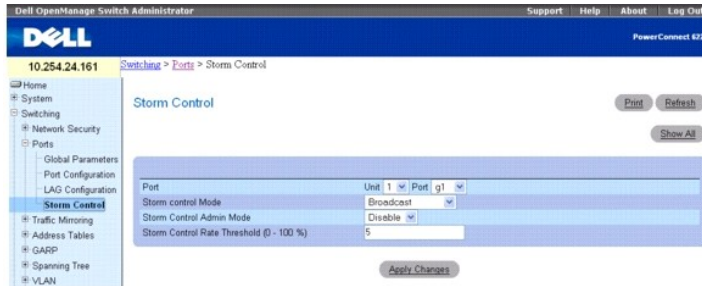 Dell OpenManage Switch Administrator
Support Help About Log Out
DELL
PowerConnect 622
10.254.24.161
Switching > Ports > Storm Control
Home
System
Switching
Network Security
Ports
Global Parameters
Port Configuration
LAG Configuration
Storm Control
Traffic Mirroring
Address Tables
GARP
Spanning Tree
VLAN
Storm Control
Print Refresh
Show All
Port Unit 1 Port g1
Storm control Mode Broadcast
Storm Control Admin Mode Disable
Storm Control Rate Threshold (0 - 100 %) 5
Apply Changes